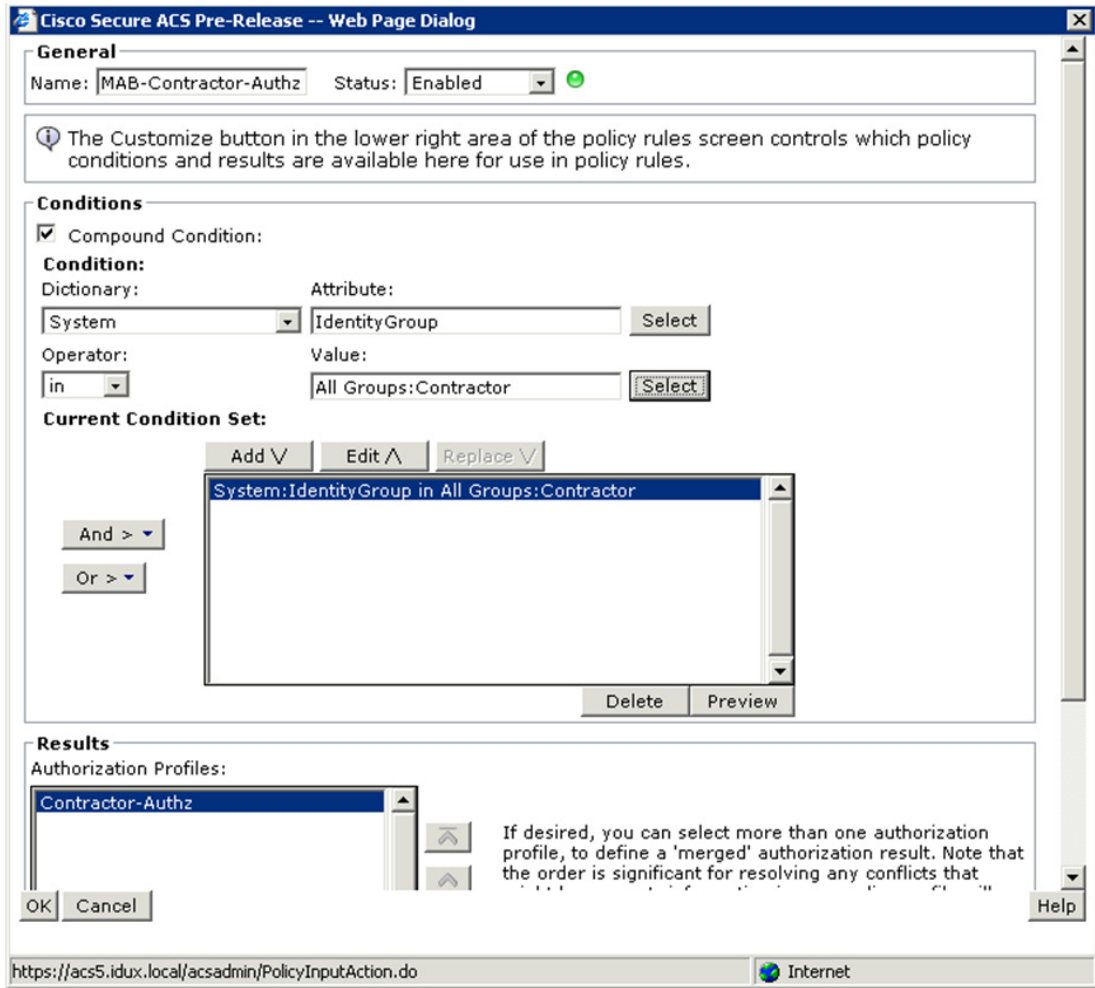 Cisco Secure ACS Pre-Release -- Web Page Dialog
General
Name: MAB-Contractor-Authz Status: Enabled
The Customize button in the lower right area of the policy rules screen controls which policy
conditions and results are available here for use in policy rules.
Conditions
Compound Condition:
Condition:
Dictionary: Attribute:
System IdentityGroup Select
Operator: Value:
in All Groups:Contractor Select
Current Condition Set:
Add V Edit Λ Replace V
System:IdentityGroup in All Groups:Contractor
And >
Or >
Delete Preview
Results
Authorization Profiles:
Contractor-Authz
If desired, you can select more than one authorization
profile, to define a 'merged' authorization result. Note that
the order is significant for resolving any conflicts that
OK Cancel Help
https://acs5.idux.local/acsadmin/PolicyInputAction.do Internet